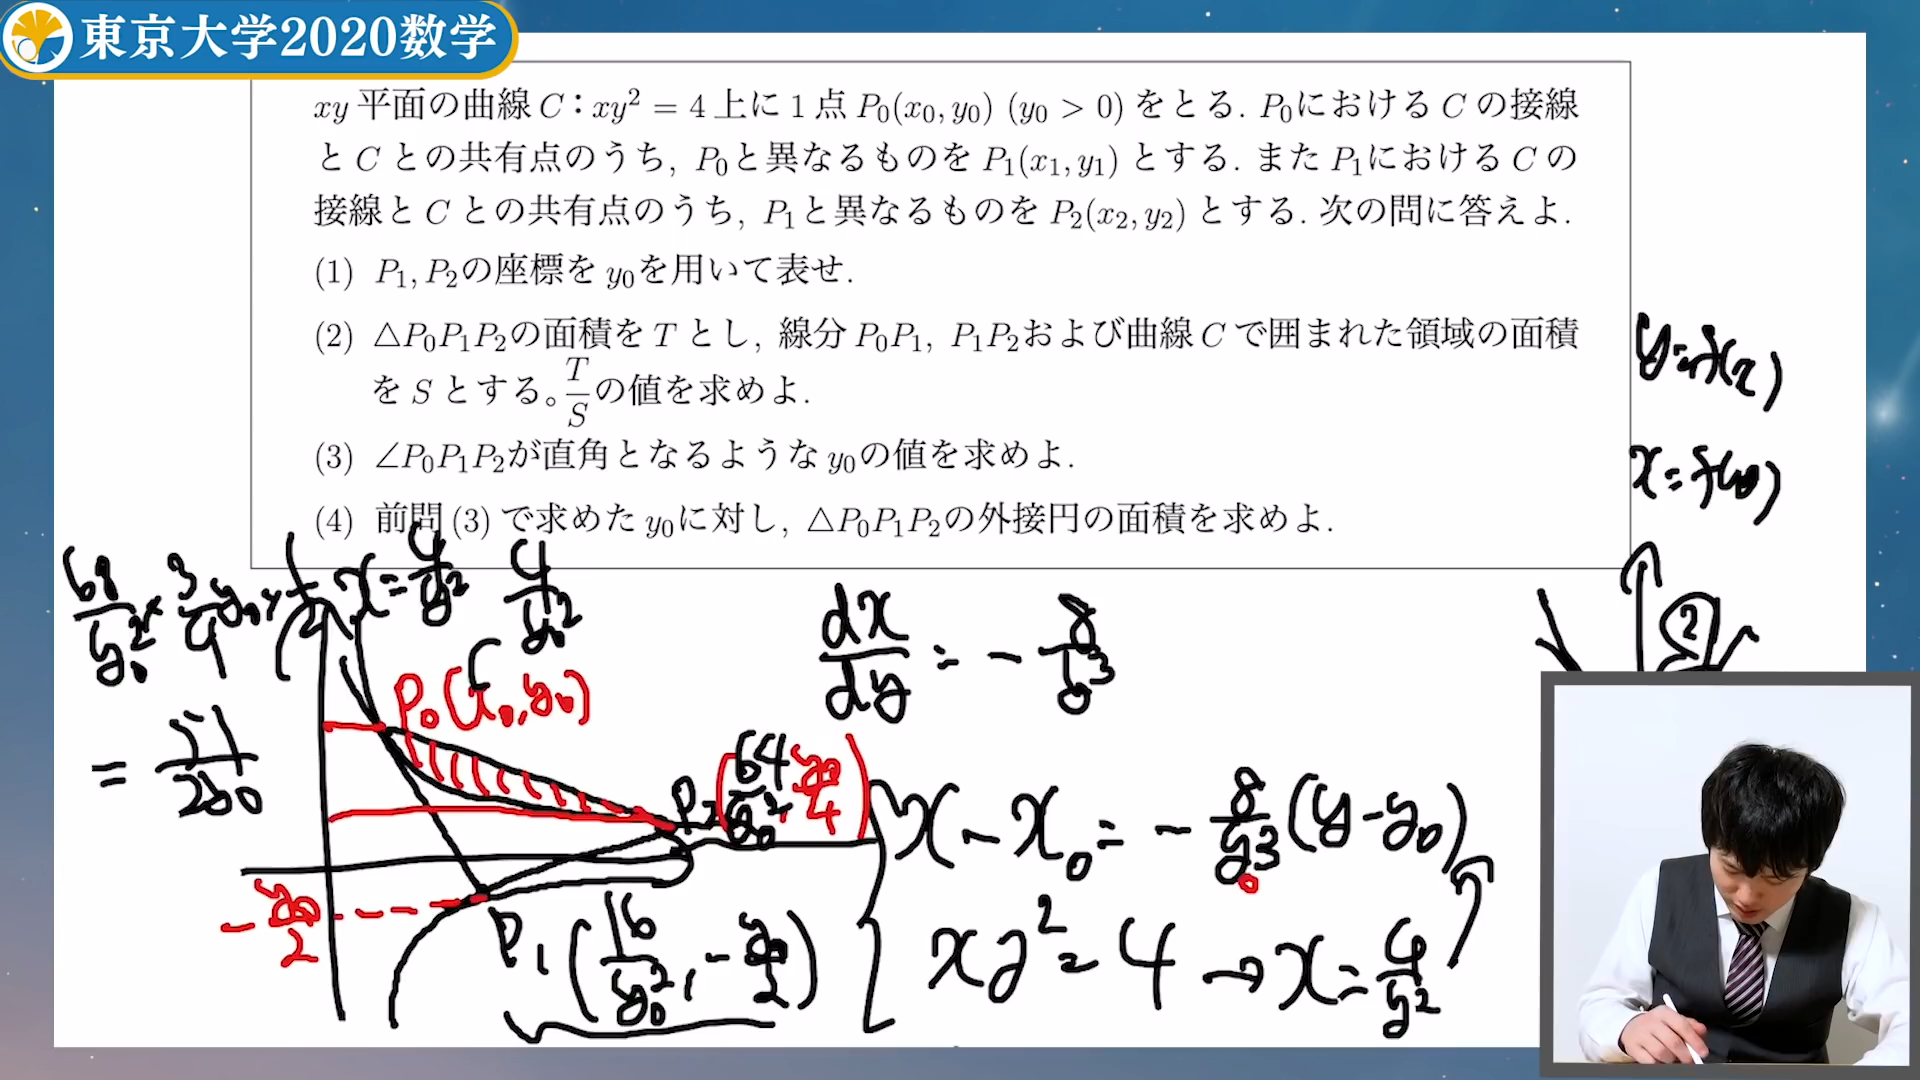 東京大学2020数学
xy 平面の曲線 C : xy² = 4 上に 1 点 P₀(x₀, y₀) (y₀ > 0) をとる. P₀における C の接線
と C との共有点のうち, P₀と異なるものを P₁(x₁, y₁) とする. また P₁における C の
接線と C との共有点のうち, P₁と異なるものを P₂(x₂, y₂) とする. 次の問に答えよ.
(1) P₁, P₂の座標を y₀を用いて表せ.
(2) △P₀P₁P₂の面積を T とし, 線分 P₀P₁, P₁P₂および曲線 C で囲まれた領域の面積
を S とする。T/Sの値を求めよ.
(3) ∠P₀P₁P₂が直角となるような y₀の値を求めよ.
(4) 前問 (3) で求めた y₀に対し, △P₀P₁P₂の外接円の面積を求めよ.
y=f(x)
x=f(y)
x=4/y²
4/y₀²
P₀(x₀, y₀)
dx/dy = -8/y³
P₂(64/y₀², y₀/4)
x-x₀ = -8/y₀³(y-y₀)
-y₀/2
P₁(16/y₀², -y₀/2)
xy²=4 → x=4/y²